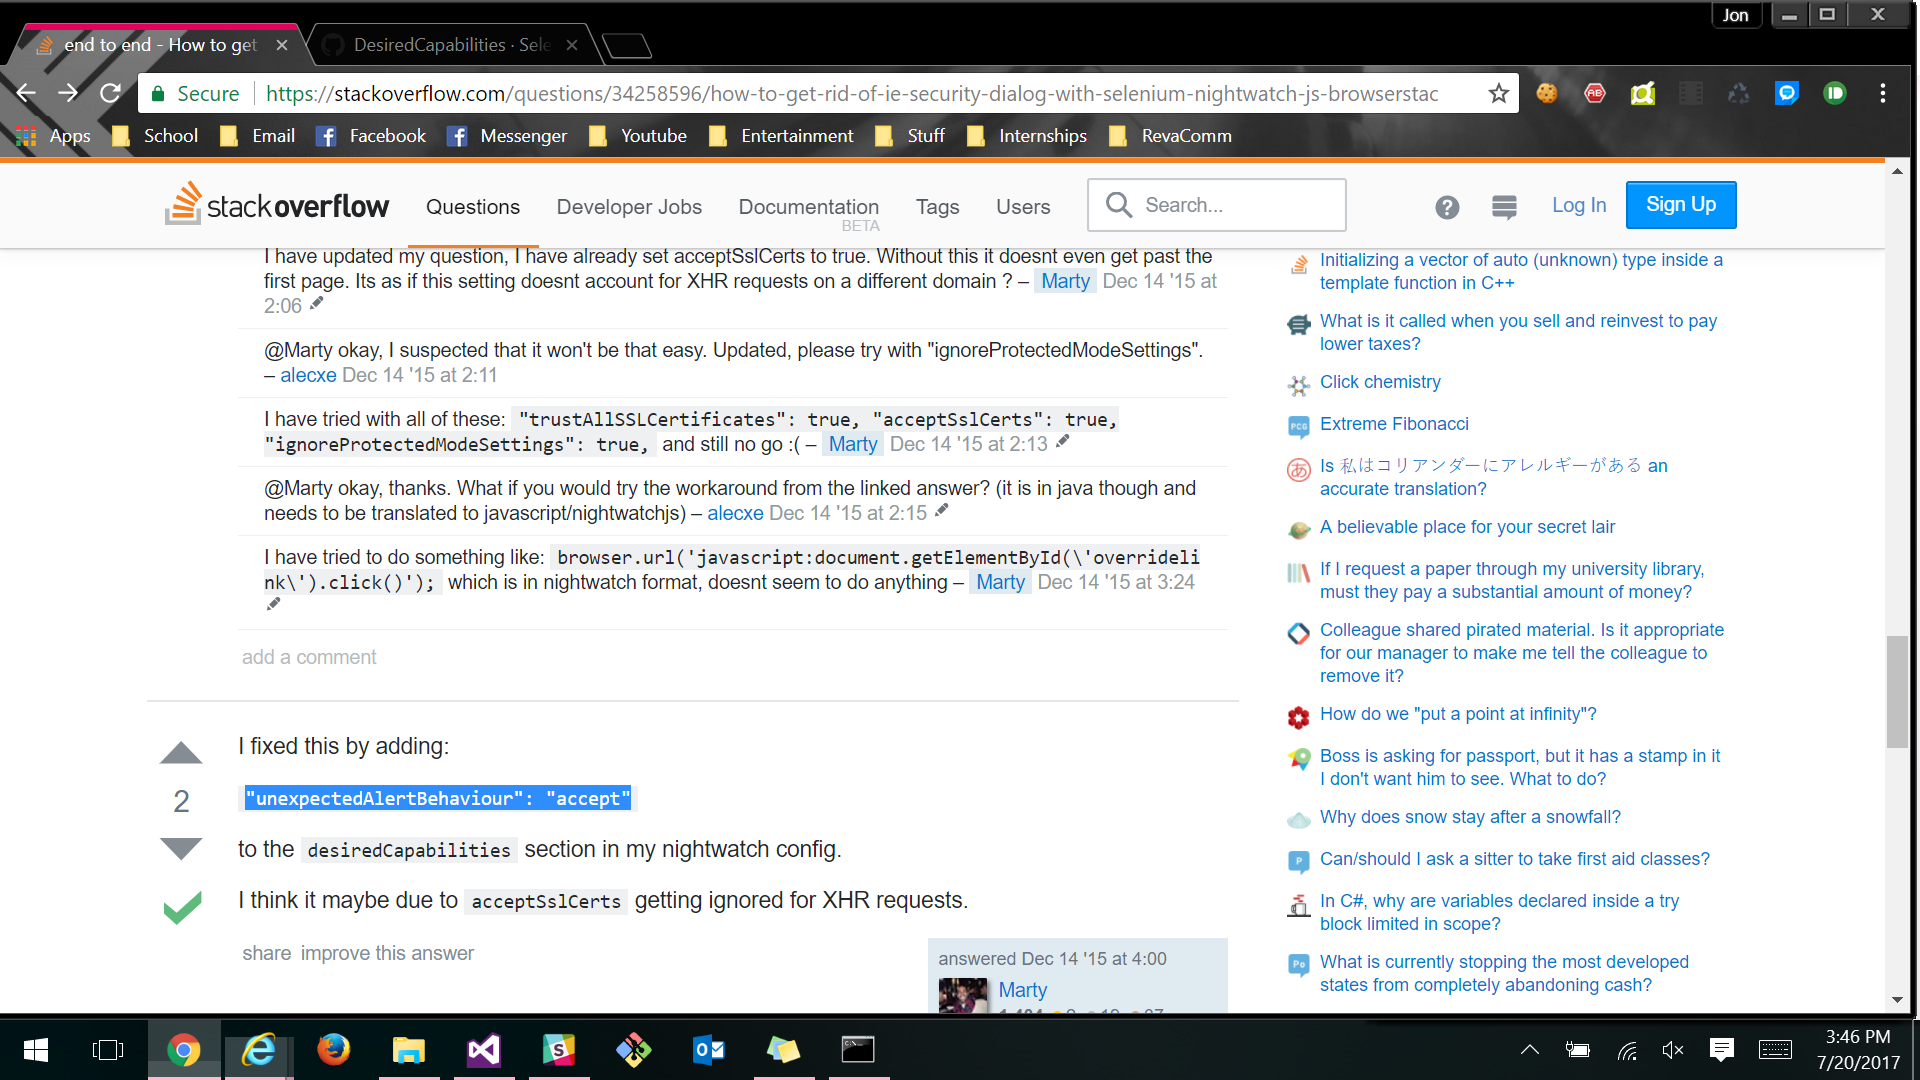 Jon
end to end - How to get
DesiredCapabilities · Sele
Secure
https://stackoverflow.com/questions/34258596/how-to-get-rid-of-ie-security-dialog-with-selenium-nightwatch-js-browserstac
Apps School Email Facebook Messenger Youtube Entertainment Stuff Internships RevaComm
stackoverflow
Questions Developer Jobs Documentation Tags Users
BETA
Search...
Log In Sign Up
I have updated my question, I have already set acceptSslCerts to true. Without this it doesnt even get past the
first page. Its as if this setting doesnt account for XHR requests on a different domain ? – Marty Dec 14 '15 at
2:06
@Marty okay, I suspected that it won't be that easy. Updated, please try with "ignoreProtectedModeSettings".
– alecxe Dec 14 '15 at 2:11
I have tried with all of these: "trustAllSSLCertificates": true, "acceptSslCerts": true,
"ignoreProtectedModeSettings": true, and still no go :( – Marty Dec 14 '15 at 2:13
@Marty okay, thanks. What if you would try the workaround from the linked answer? (it is in java though and
needs to be translated to javascript/nightwatchjs) – alecxe Dec 14 '15 at 2:15
I have tried to do something like: browser.url('javascript:document.getElementById(\'overrideli
nk\').click()'); which is in nightwatch format, doesnt seem to do anything – Marty Dec 14 '15 at 3:24
add a comment
I fixed this by adding:
"unexpectedAlertBehaviour": "accept"
2
to the desiredCapabilities section in my nightwatch config.
I think it maybe due to acceptSslCerts getting ignored for XHR requests.
share improve this answer
answered Dec 14 '15 at 4:00
Marty
Initializing a vector of auto (unknown) type inside a
template function in C++
What is it called when you sell and reinvest to pay
lower taxes?
Click chemistry
Extreme Fibonacci
Is 私はコリアンダーにアレルギーがある an
accurate translation?
A believable place for your secret lair
If I request a paper through my university library,
must they pay a substantial amount of money?
Colleague shared pirated material. Is it appropriate
for our manager to make me tell the colleague to
remove it?
How do we "put a point at infinity"?
Boss is asking for passport, but it has a stamp in it
I don't want him to see. What to do?
Why does snow stay after a snowfall?
Can/should I ask a sitter to take first aid classes?
In C#, why are variables declared inside a try
block limited in scope?
What is currently stopping the most developed
states from completely abandoning cash?
3:46 PM
7/20/2017